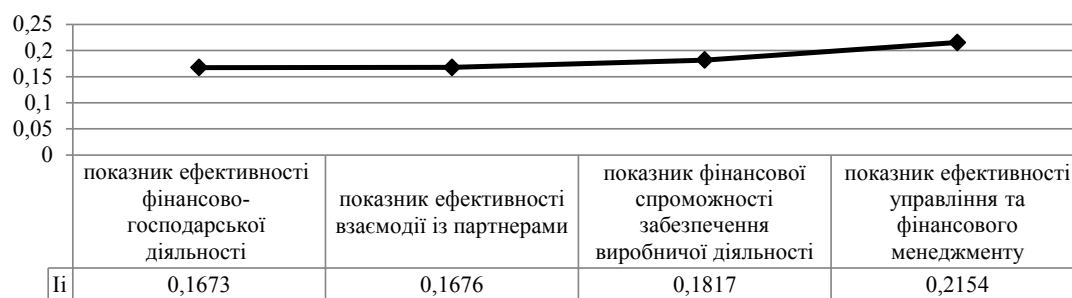 0,25
0,2
0,15
0,1
0,05
0
показник ефективності
фінансово-
господарської
діяльності
показник ефективності
взаємодії із партнерами
показник фінансової
спроможності
забезпечення
виробничої діяльності
показник ефективності
управління та
фінансового
менеджменту
Ii 0,1673 0,1676 0,1817 0,2154